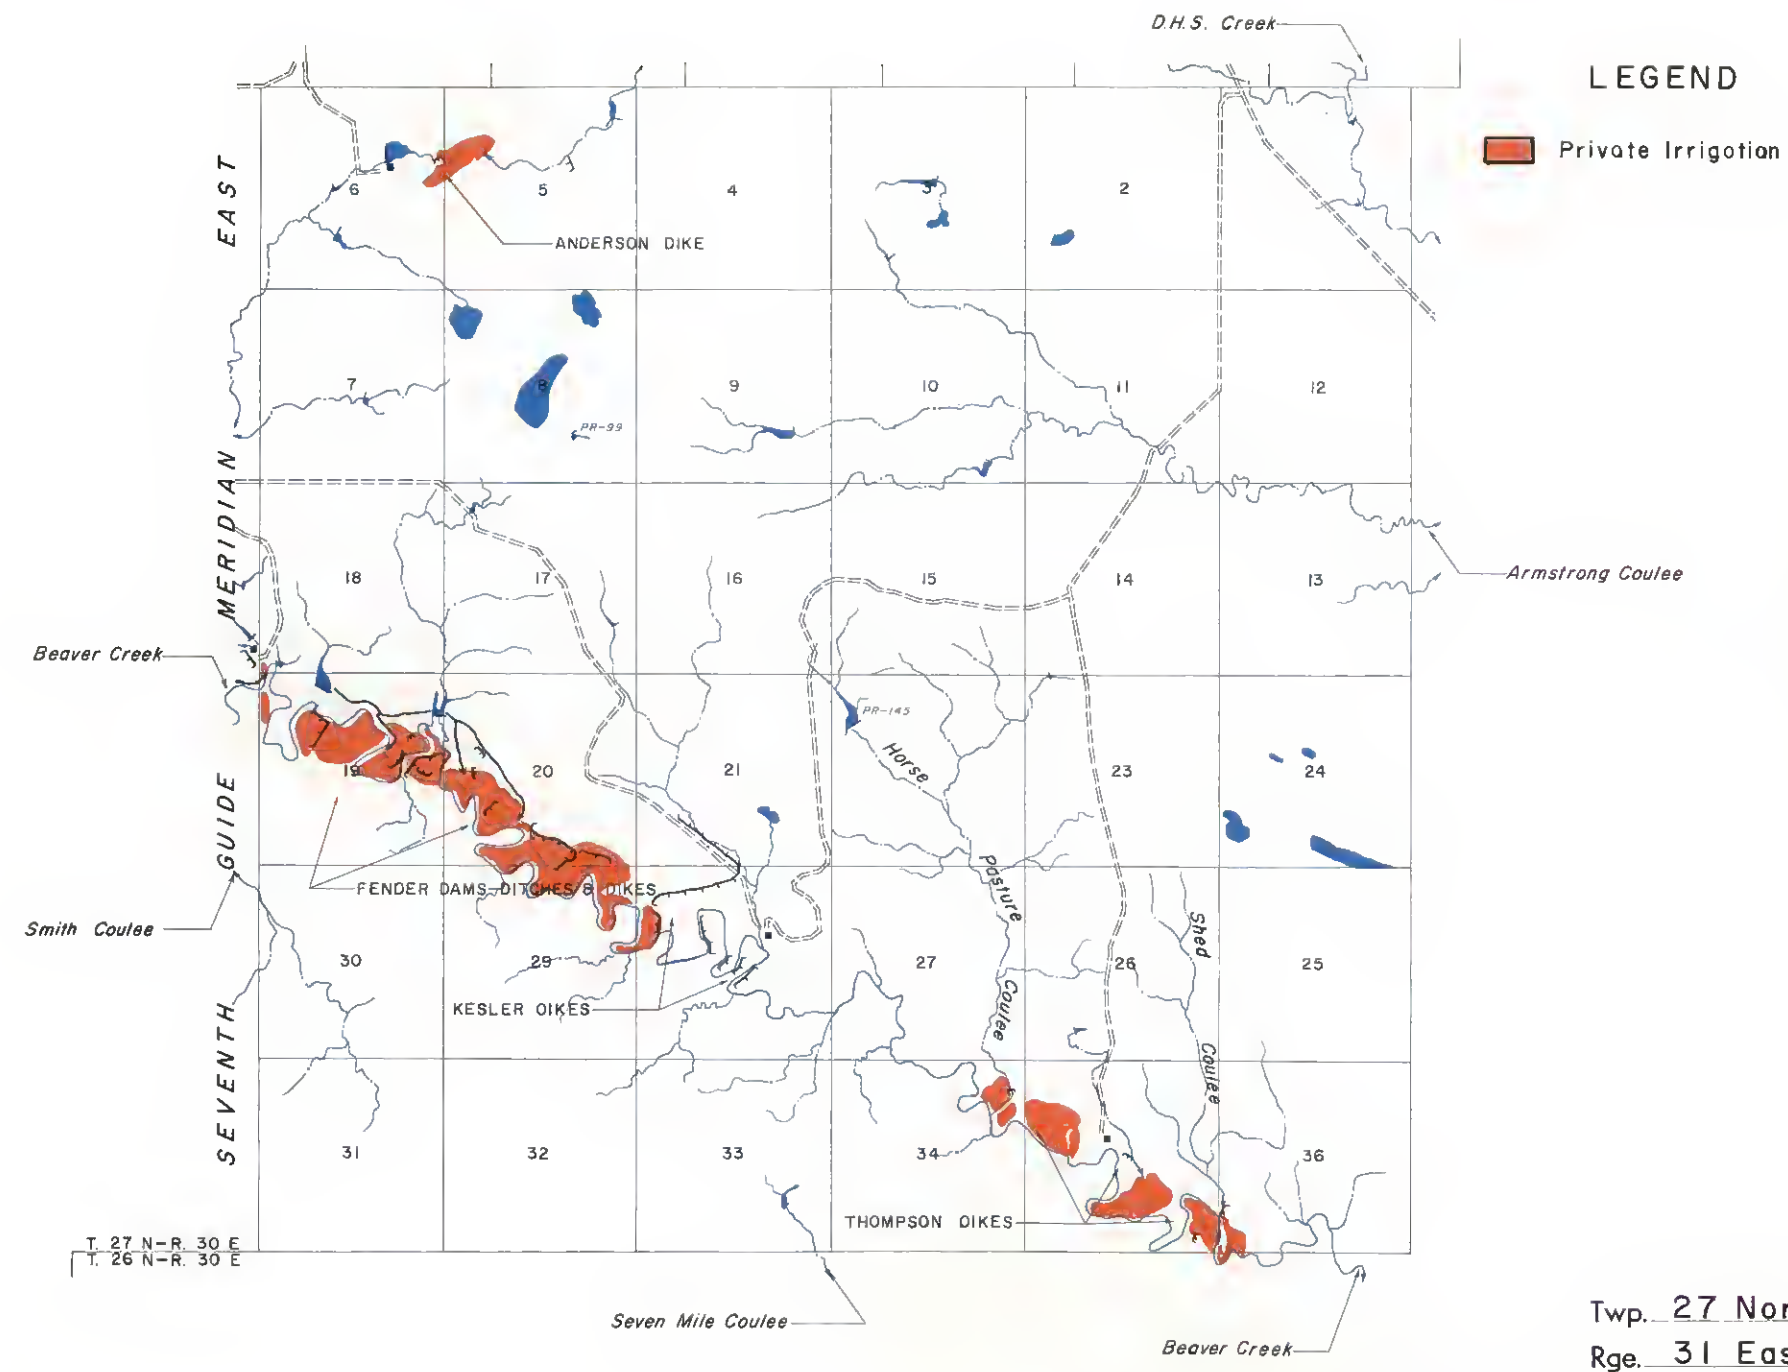 D.H.S. Creek
LEGEND
Private Irrigation
EAST
6
5
4
3
2
ANDERSON DIKE
7
8
9
10
11
12
PR-99
MERIDIAN
18
17
16
15
14
13
Armstrong Coulee
Beaver Creek
PR-145
Horse
19
20
21
23
24
GUIDE
Pasture
FENDER DAMS-DITCHES & DIKES
Smith Coulee
Shed
30
29
27
26
25
Coulee
KESLER DIKES
SEVENTH
Coulee
31
32
33
34
36
THOMPSON DIKES
T. 27 N-R. 30 E
T. 26 N-R. 30 E
Seven Mile Coulee
Beaver Creek
Twp. 27 Nor
Rge. 31 Eas